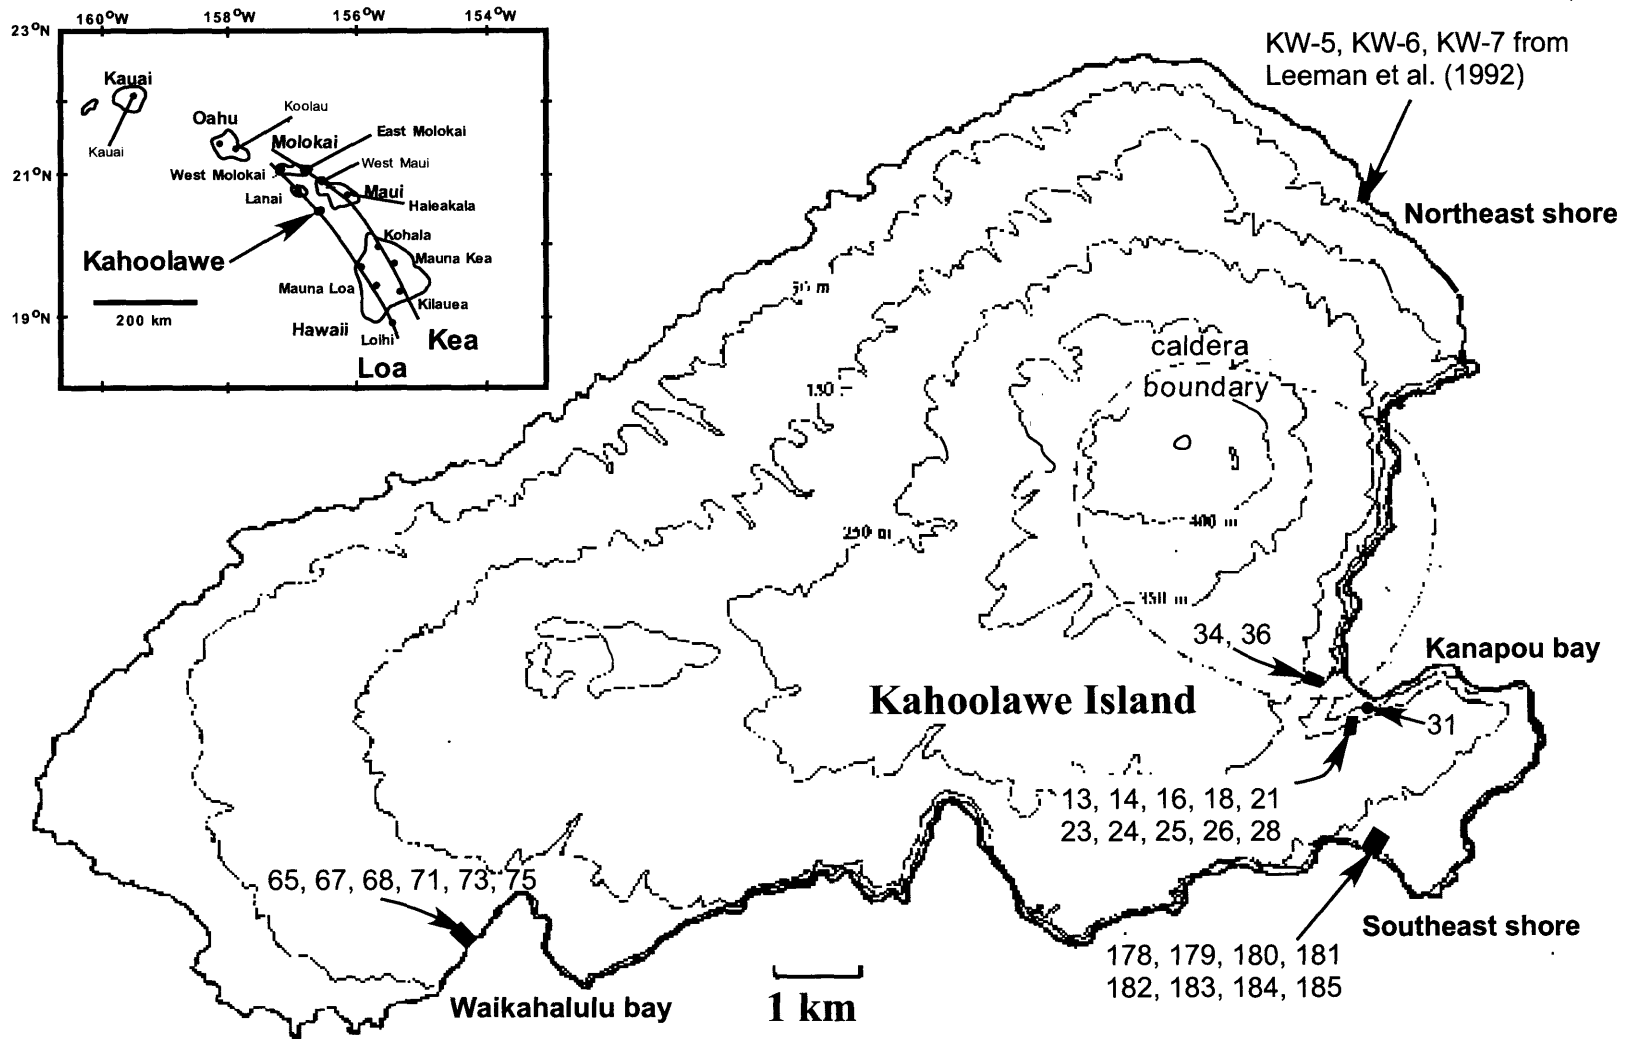 160°W 158°W 156°W 154°W
23°N
21°N
19°N
Kauai
Kauai
Oahu
Koolau
Molokai
East Molokai
West Molokai
West Maui
Lanai
Maui
Haleakala
Kahoolawe
Kohala
Mauna Kea
Mauna Loa
Kilauea
200 km
Hawaii
Loihi
Kea
Loa
KW-5, KW-6, KW-7 from
Leeman et al. (1992)
Northeast shore
50 m
150
250 m
caldera
boundary
400 m
350 m
34, 36
Kanapou bay
Kahoolawe Island
31
13, 14, 16, 18, 21
23, 24, 25, 26, 28
65, 67, 68, 71, 73, 75
Southeast shore
178, 179, 180, 181
182, 183, 184, 185
Waikahalulu bay
1 km